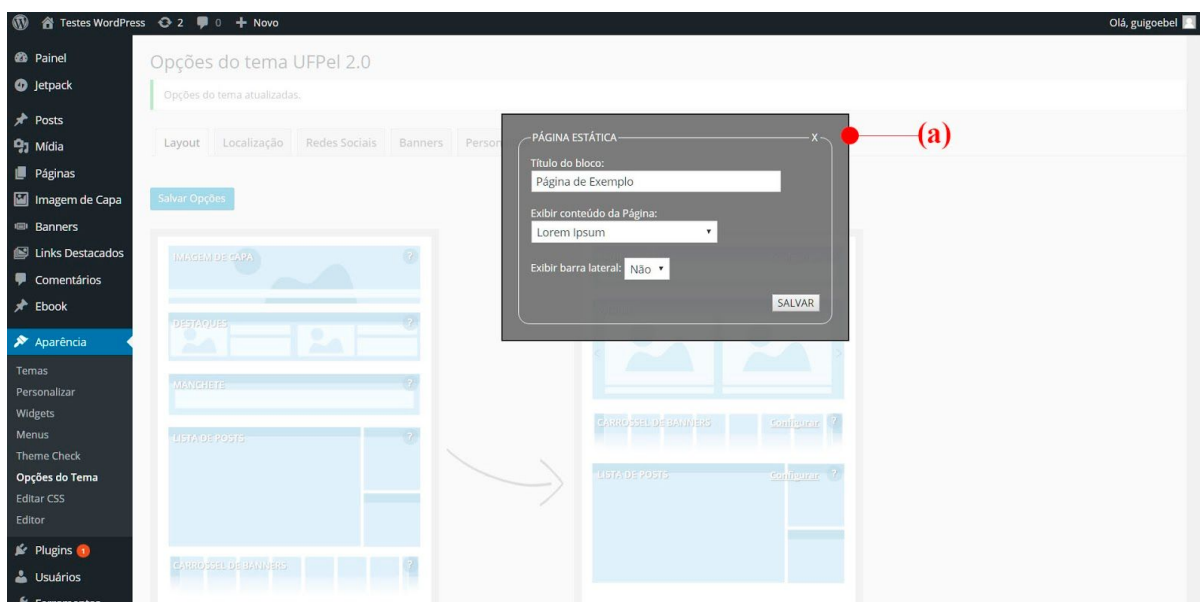 Testes WordPress 2 0 + Novo Olá, guigoebel
Painel
Jetpack
Posts
Mídia
Páginas
Imagem de Capa
Banners
Links Destacados
Comentários
Ebook
Aparência
Temas
Personalizar
Widgets
Menus
Theme Check
Opções do Tema
Editar CSS
Editor
Plugins 1
Usuários
Opções do tema UFPel 2.0
Opções do tema atualizadas.
Layout Localização Redes Sociais Banners
Salvar Opções
IMAGEM DE CAPA ?
DESTAQUES ?
MANCHETE ?
LISTA DE POSTS ?
CARROSSEL DE BANNERS ?
PÁGINA ESTÁTICA X
Título do bloco:
Página de Exemplo
Exibir conteúdo da Página:
Lorem Ipsum
Exibir barra lateral: Não
SALVAR
(a)
CARROSSEL DE BANNERS Configurar ?
LISTA DE POSTS Configurar ?